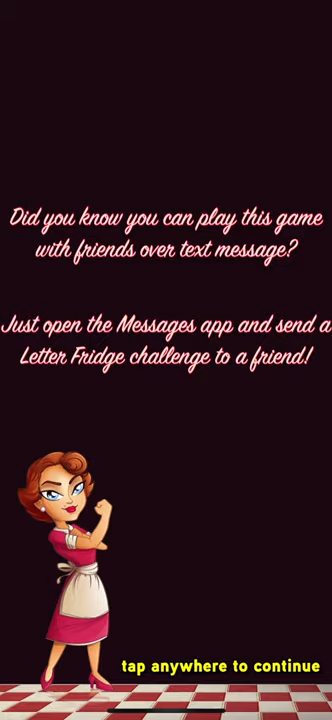 Did you know you can play this game
with friends over text message?
Just open the Messages app and send a
Letter Fridge challenge to a friend!
tap anywhere to continue